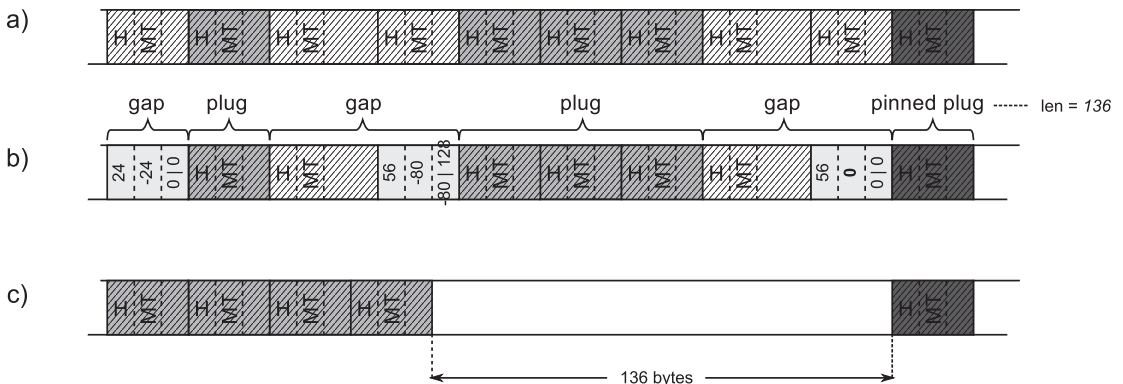 a) H MT H MT H MT H MT H MT H MT H MT H MT H MT H MT
gap plug gap plug gap pinned plug len = 136
b) 24 -24 0 | 0 H MT H MT 56 -80 -80 | 128 H MT H MT H MT H MT 56 0 0 | 0 H MT
c) H MT H MT H MT H MT H MT
136 bytes